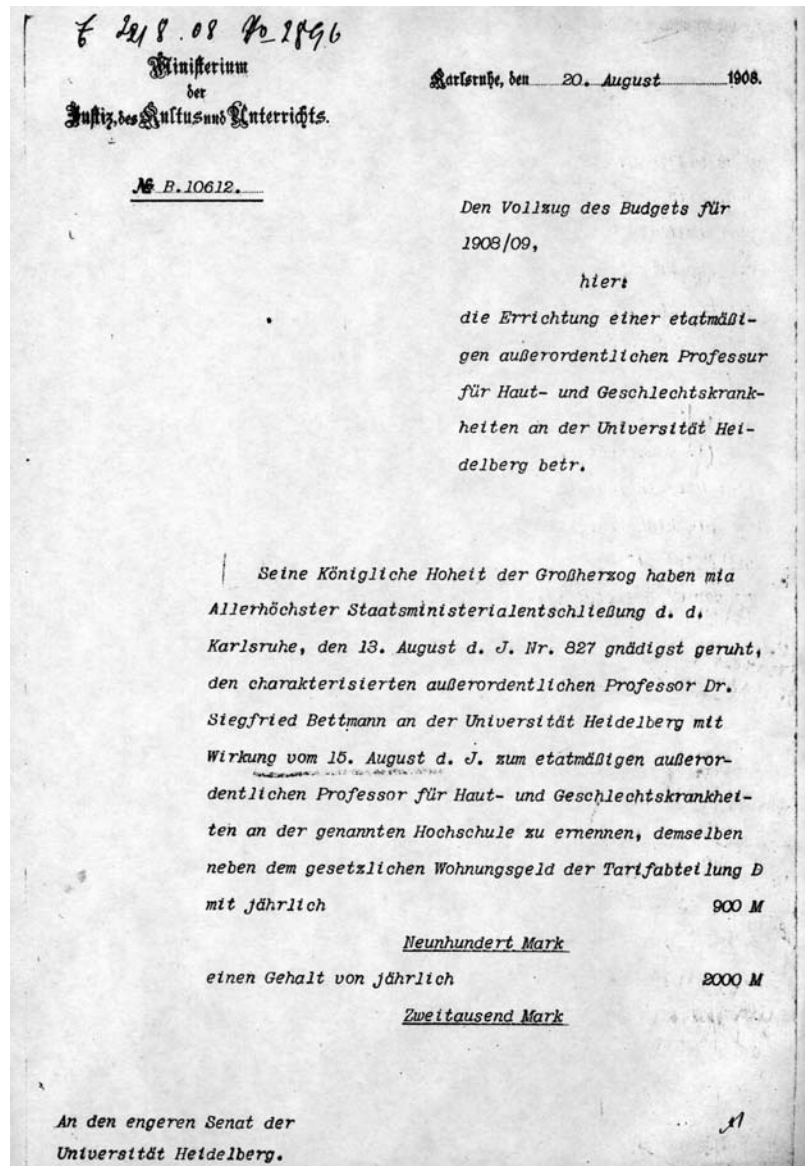 E 22/8.08 No 2896
Ministerium
der
Justiz, des Kultus und Unterrichts.
Karlsruhe, den 20. August 1908.
№ B.10612.
Den Vollzug des Budgets für
1908/09,
hier:
die Errichtung einer etatmäßi-
gen außerordentlichen Professur
für Haut- und Geschlechtskrank-
heiten an der Universität Hei-
delberg betr.
Seine Königliche Hoheit der Großherzog haben mia
Allerhöchster Staatsministerialentschließung d. d.
Karlsruhe, den 13. August d. J. Nr. 827 gnädigst geruht,
den charakterisierten außerordentlichen Professor Dr.
Siegfried Bettmann an der Universität Heidelberg mit
Wirkung vom 15. August d. J. zum etatmäßigen außeror-
dentlichen Professor für Haut- und Geschlechtskrankhei-
ten an der genannten Hochschule zu ernennen, demselben
neben dem gesetzlichen Wohnungsgeld der Tarifabteilung D
mit jährlich 900 M
Neunhundert Mark
einen Gehalt von jährlich 2000 M
Zweitausend Mark
An den engeren Senat der
Universität Heidelberg.